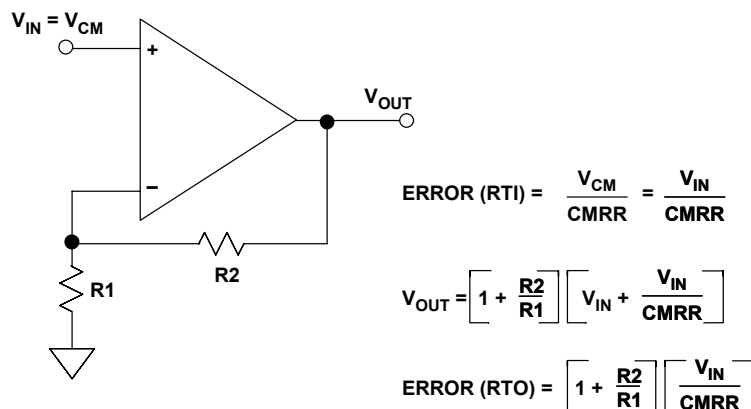 V_IN = V_CM
+
V_OUT
−
R2
R1
ERROR (RTI) = V_CM / CMRR = V_IN / CMRR
V_OUT = [1 + R2 / R1] [V_IN + V_IN / CMRR]
ERROR (RTO) = [1 + R2 / R1] [V_IN / CMRR]